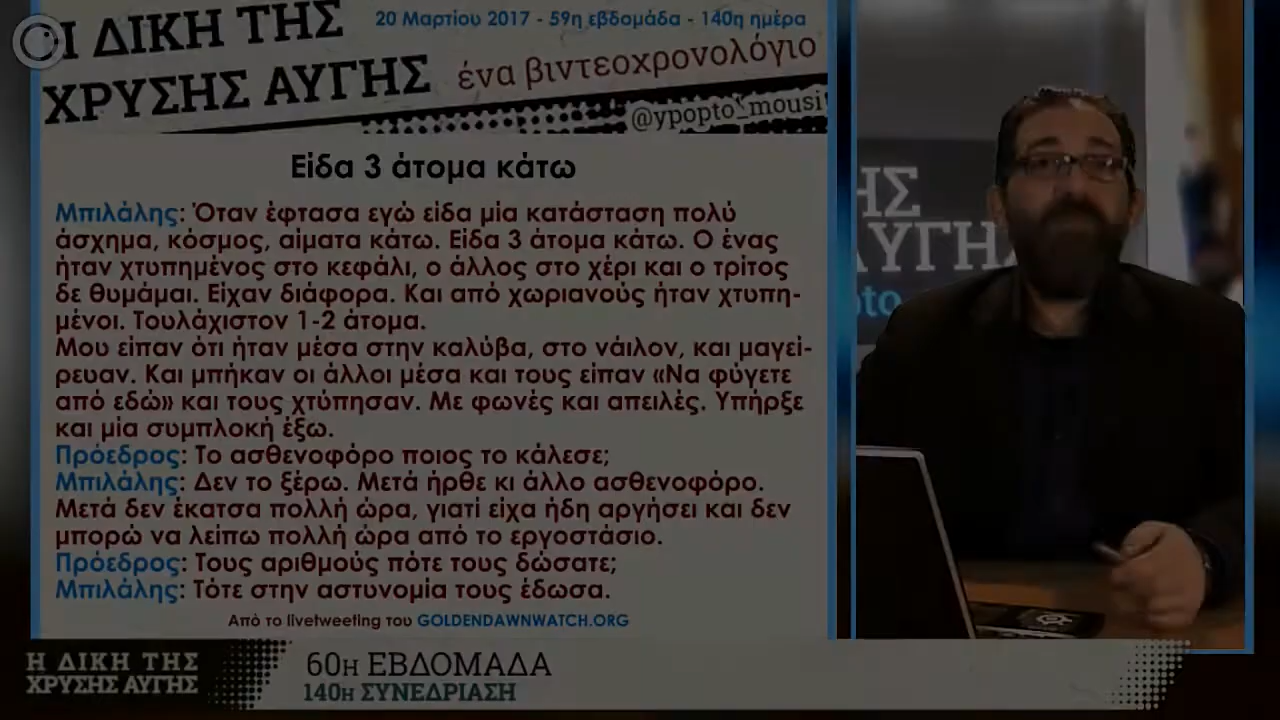 Η ΔΙΚΗ ΤΗΣ
ΧΡΥΣΗΣ ΑΥΓΗΣ
20 Μαρτίου 2017 - 59η εβδομάδα - 140η ημέρα
ένα βιντεοχρονολόγιο
@ypopto_mousi
Είδα 3 άτομα κάτω
Μπιλάλης: Όταν έφτασα εγώ είδα μία κατάσταση πολύ
άσχημα, κόσμος, αίματα κάτω. Είδα 3 άτομα κάτω. Ο ένας
ήταν χτυπημένος στο κεφάλι, ο άλλος στο χέρι και ο τρίτος
δε θυμάμαι. Είχαν διάφορα. Και από χωριανούς ήταν χτυπη-
μένοι. Τουλάχιστον 1-2 άτομα.
Μου είπαν ότι ήταν μέσα στην καλύβα, στο νάιλον, και μαγεί-
ρευαν. Και μπήκαν οι άλλοι μέσα και τους είπαν «Να φύγετε
από εδώ» και τους χτύπησαν. Με φωνές και απειλές. Υπήρξε
και μία συμπλοκή έξω.
Πρόεδρος: Το ασθενοφόρο ποιος το κάλεσε;
Μπιλάλης: Δεν το ξέρω. Μετά ήρθε κι άλλο ασθενοφόρο.
Μετά δεν έκατσα πολλή ώρα, γιατί είχα ήδη αργήσει και δεν
μπορώ να λείπω πολλή ώρα από το εργοστάσιο.
Πρόεδρος: Τους αριθμούς πότε τους δώσατε;
Μπιλάλης: Τότε στην αστυνομία τους έδωσα.
Από το livetweeting του GOLDENDAWNWATCH.ORG
ΗΣ
ΑΥΓΗΣ
pto
Η ΔΙΚΗ ΤΗΣ
ΧΡΥΣΗΣ ΑΥΓΗΣ
60η ΕΒΔΟΜΑΔΑ
140η ΣΥΝΕΔΡΙΑΣΗ